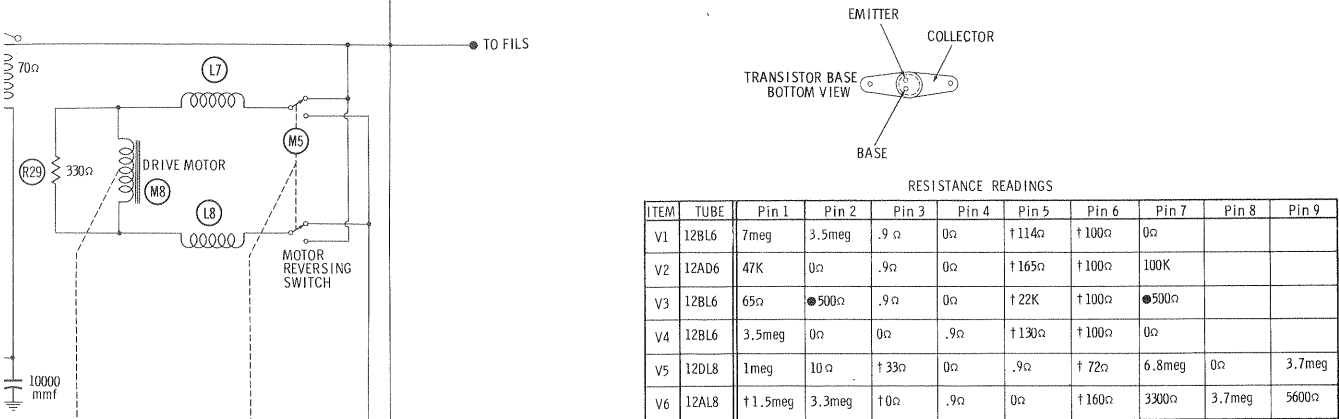 TO FILS
70Ω
L7
M5
R29
330Ω
DRIVE MOTOR
M8
L8
MOTOR
REVERSING
SWITCH
10000
mmf
EMITTER
COLLECTOR
TRANSISTOR BASE
BOTTOM VIEW
BASE
RESISTANCE READINGS
ITEM TUBE Pin 1 Pin 2 Pin 3 Pin 4 Pin 5 Pin 6 Pin 7 Pin 8 Pin 9
V1 12BL6 7meg 3.5meg .9Ω 0Ω †114Ω †100Ω 0Ω
V2 12AD6 47K 0Ω .9Ω 0Ω †165Ω †100Ω 100K
V3 12BL6 65Ω ●500Ω .9Ω 0Ω †22K †100Ω ●500Ω
V4 12BL6 3.5meg 0Ω 0Ω .9Ω †130Ω †100Ω 0Ω
V5 12DL8 1meg 10Ω †33Ω 0Ω .9Ω †72Ω 6.8meg 0Ω 3.7meg
V6 12AL8 †1.5meg 3.3meg †0Ω .9Ω 0Ω †160Ω 3300Ω 3.7meg 5600Ω